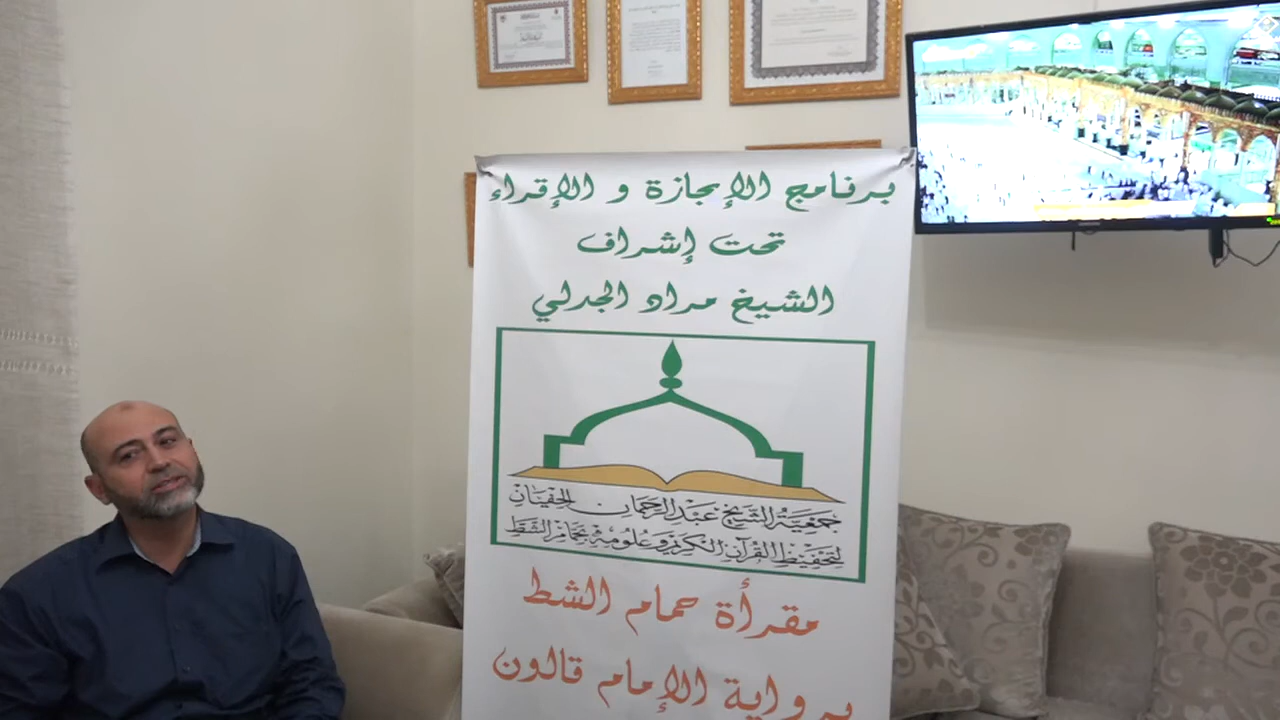 برنامج الإجازة و الإقراء
تحت إشراف
الشيخ مراد الجدلي
جمعية الشيخ عبد الرحمان الحفيان
لتحفيظ القرآن الكريم وعلومه بحمام الشط
مقرأة حمام الشط
برواية الإمام قالون